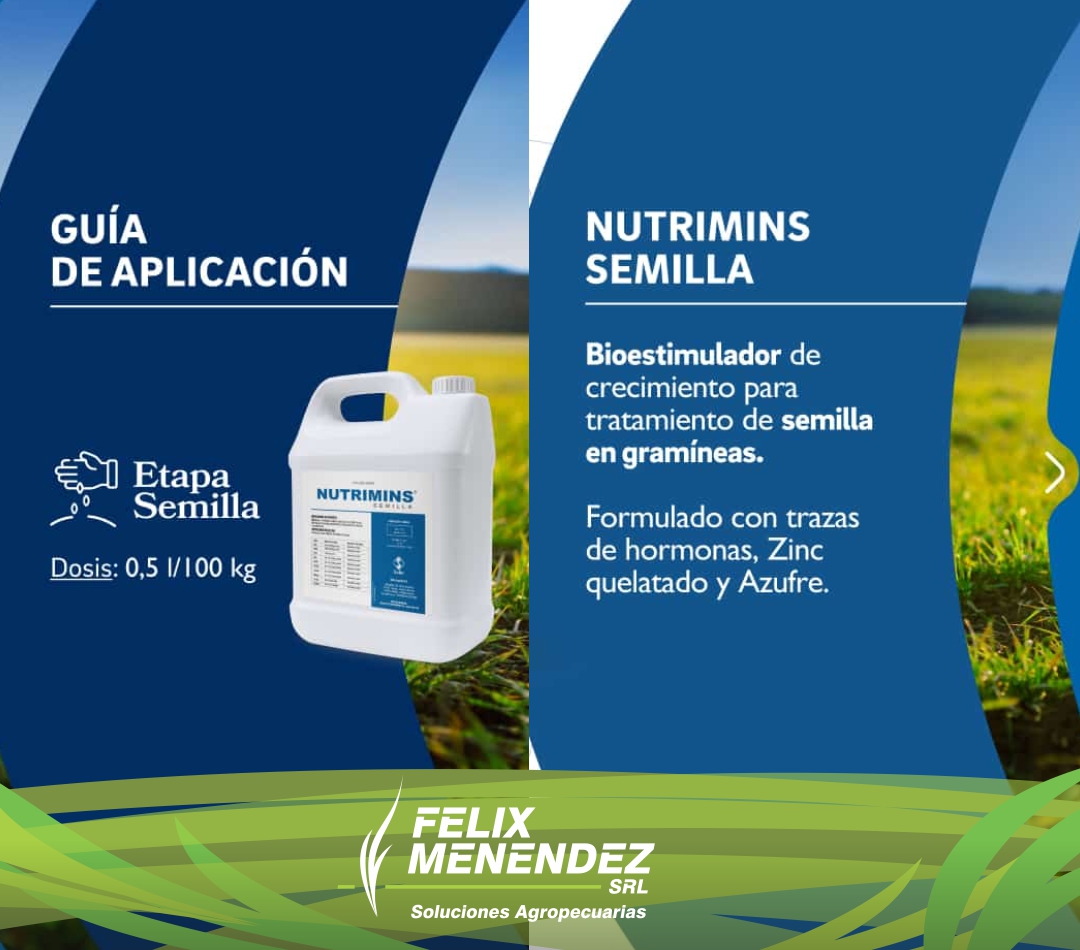 GUÍA
DE APLICACIÓN
Etapa
Semilla
Dosis: 0,5 l/100 kg
NUTRIMINS
SEMILLA
NUTRIMINS
SEMILLA
Bioestimulador de
crecimiento para
tratamiento de semilla
en gramíneas.
Formulado con trazas
de hormonas, Zinc
quelatado y Azufre.
FELIX
MENENDEZ
SRL
Soluciones Agropecuarias